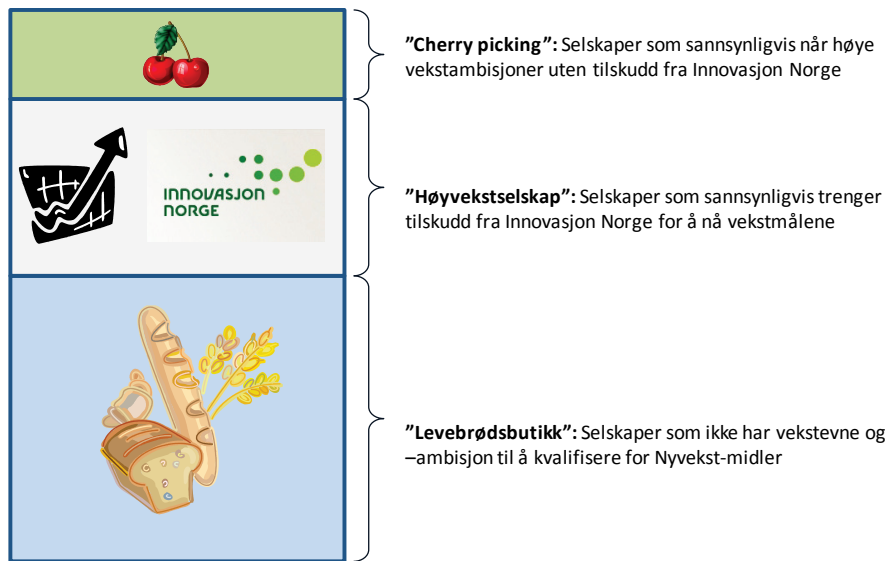 ”Cherry picking”: Selskaper som sannsynligvis når høye
vekstambisjoner uten tilskudd fra Innovasjon Norge
INNOVASJON
NORGE
”Høyvekstselskap”: Selskaper som sannsynligvis trenger
tilskudd fra Innovasjon Norge for å nå vekstmålene
”Levebrødsbutikk”: Selskaper som ikke har vekstevne og
–ambisjon til å kvalifisere for Nyvekst-midler